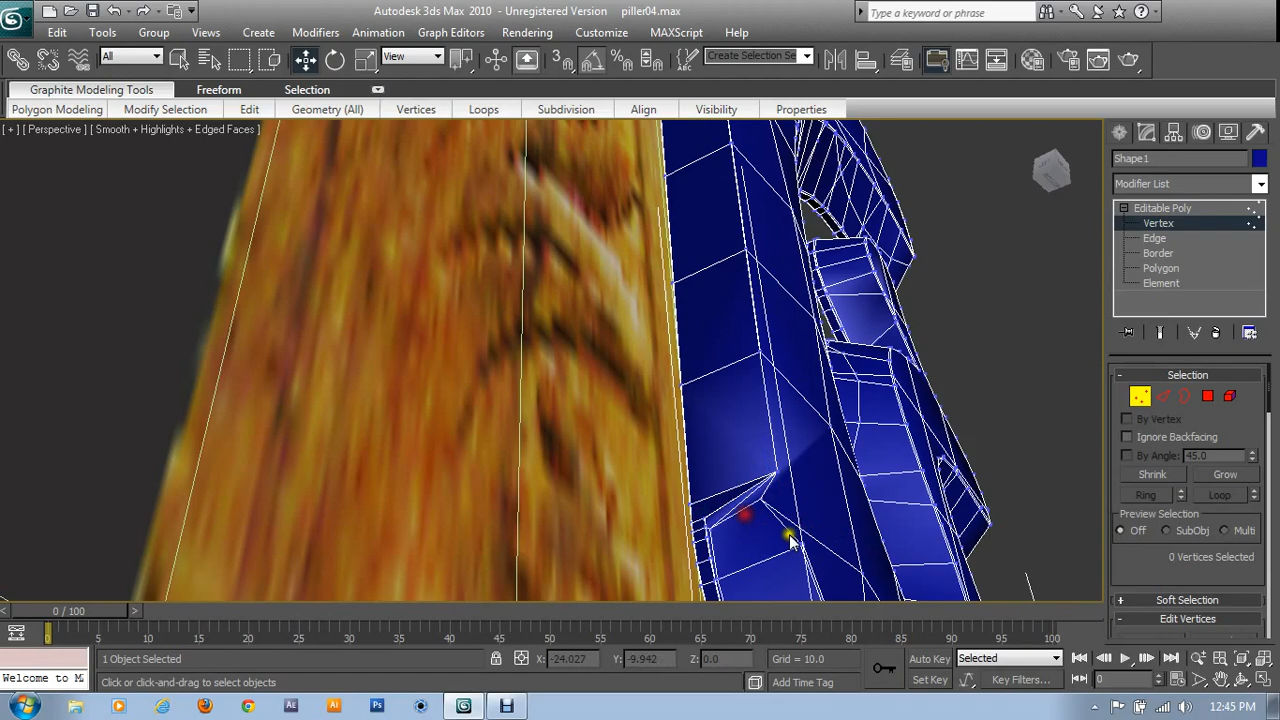 Autodesk 3ds Max 2010 - Unregistered Version piller04.max
Type a keyword or phrase
Edit Tools Group Views Create Modifiers Animation Graph Editors Rendering Customize MAXScript Help
All View 3 Create Selection Se
Graphite Modeling Tools Freeform Selection
Polygon Modeling Modify Selection Edit Geometry (All) Vertices Loops Subdivision Align Visibility Properties
[ + ] [ Perspective ] [ Smooth + Highlights + Edged Faces ]
Shape1
Modifier List
Editable Poly
Vertex
Edge
Border
Polygon
Element
Selection
By Vertex
Ignore Backfacing
By Angle: 45.0
Shrink Grow
Ring Loop
Preview Selection
Off SubObj Multi
0 Vertices Selected
Soft Selection
Edit Vertices
0 / 100
0 5 10 15 20 25 30 35 40 45 50 55 60 65 70 75 80 85 90 95 100
1 Object Selected X: -24.027 Y: -9.942 Z: 0.0 Grid = 10.0 Auto Key Selected
Welcome to M Click or click-and-drag to select objects Add Time Tag Set Key Key Filters... 0
12:45 PM